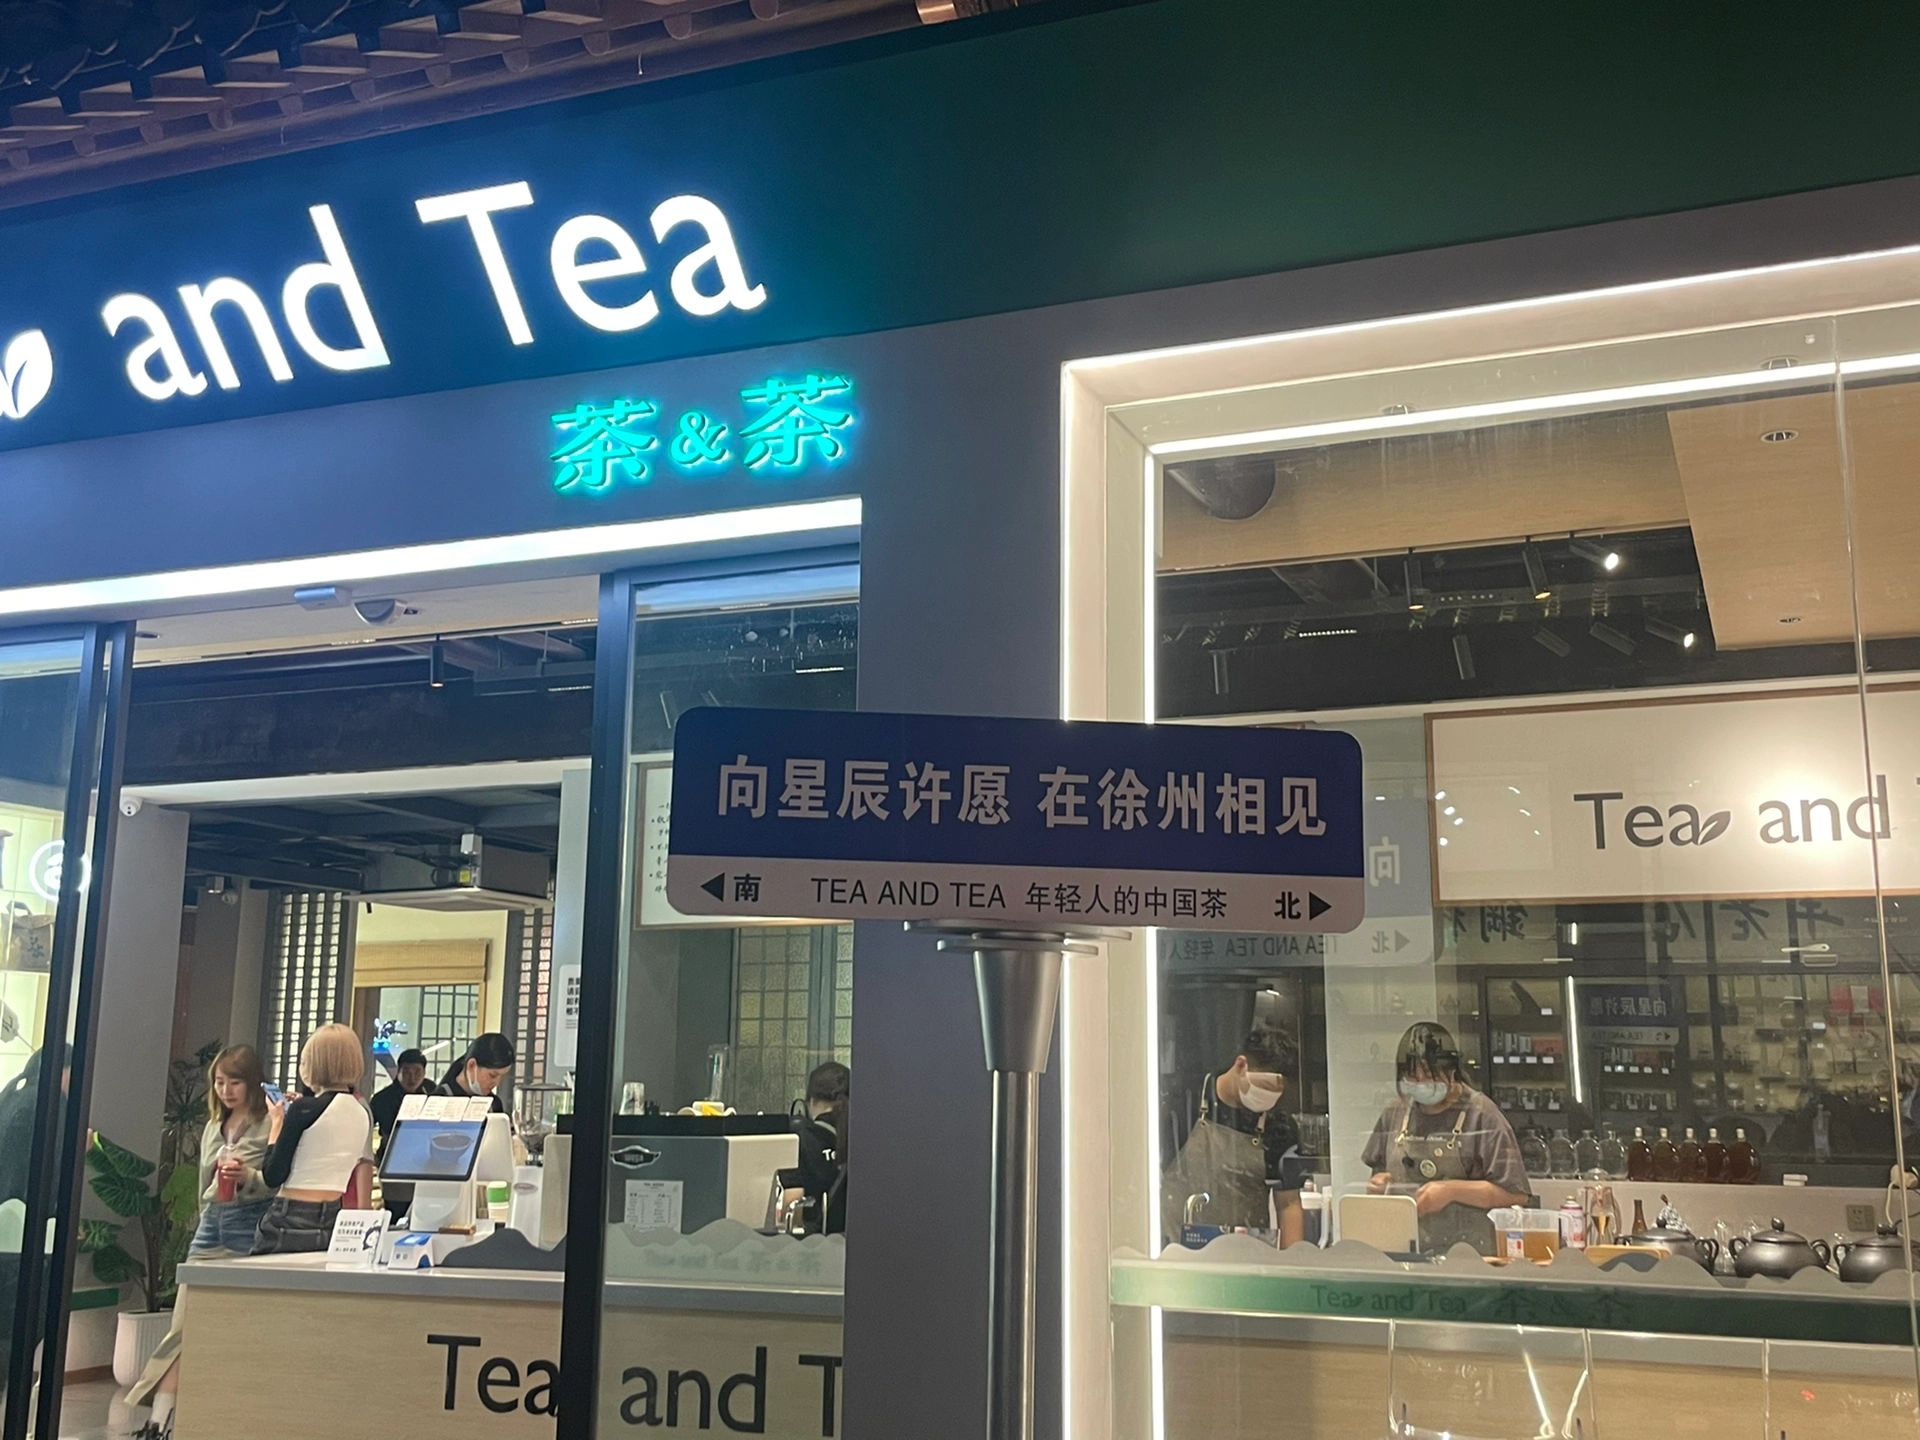 and Tea
茶&茶
向星辰许愿 在徐州相见
南 TEA AND TEA 年轻人的中国茶 北
Tea and
Tea and T
Tea and Tea 茶&茶